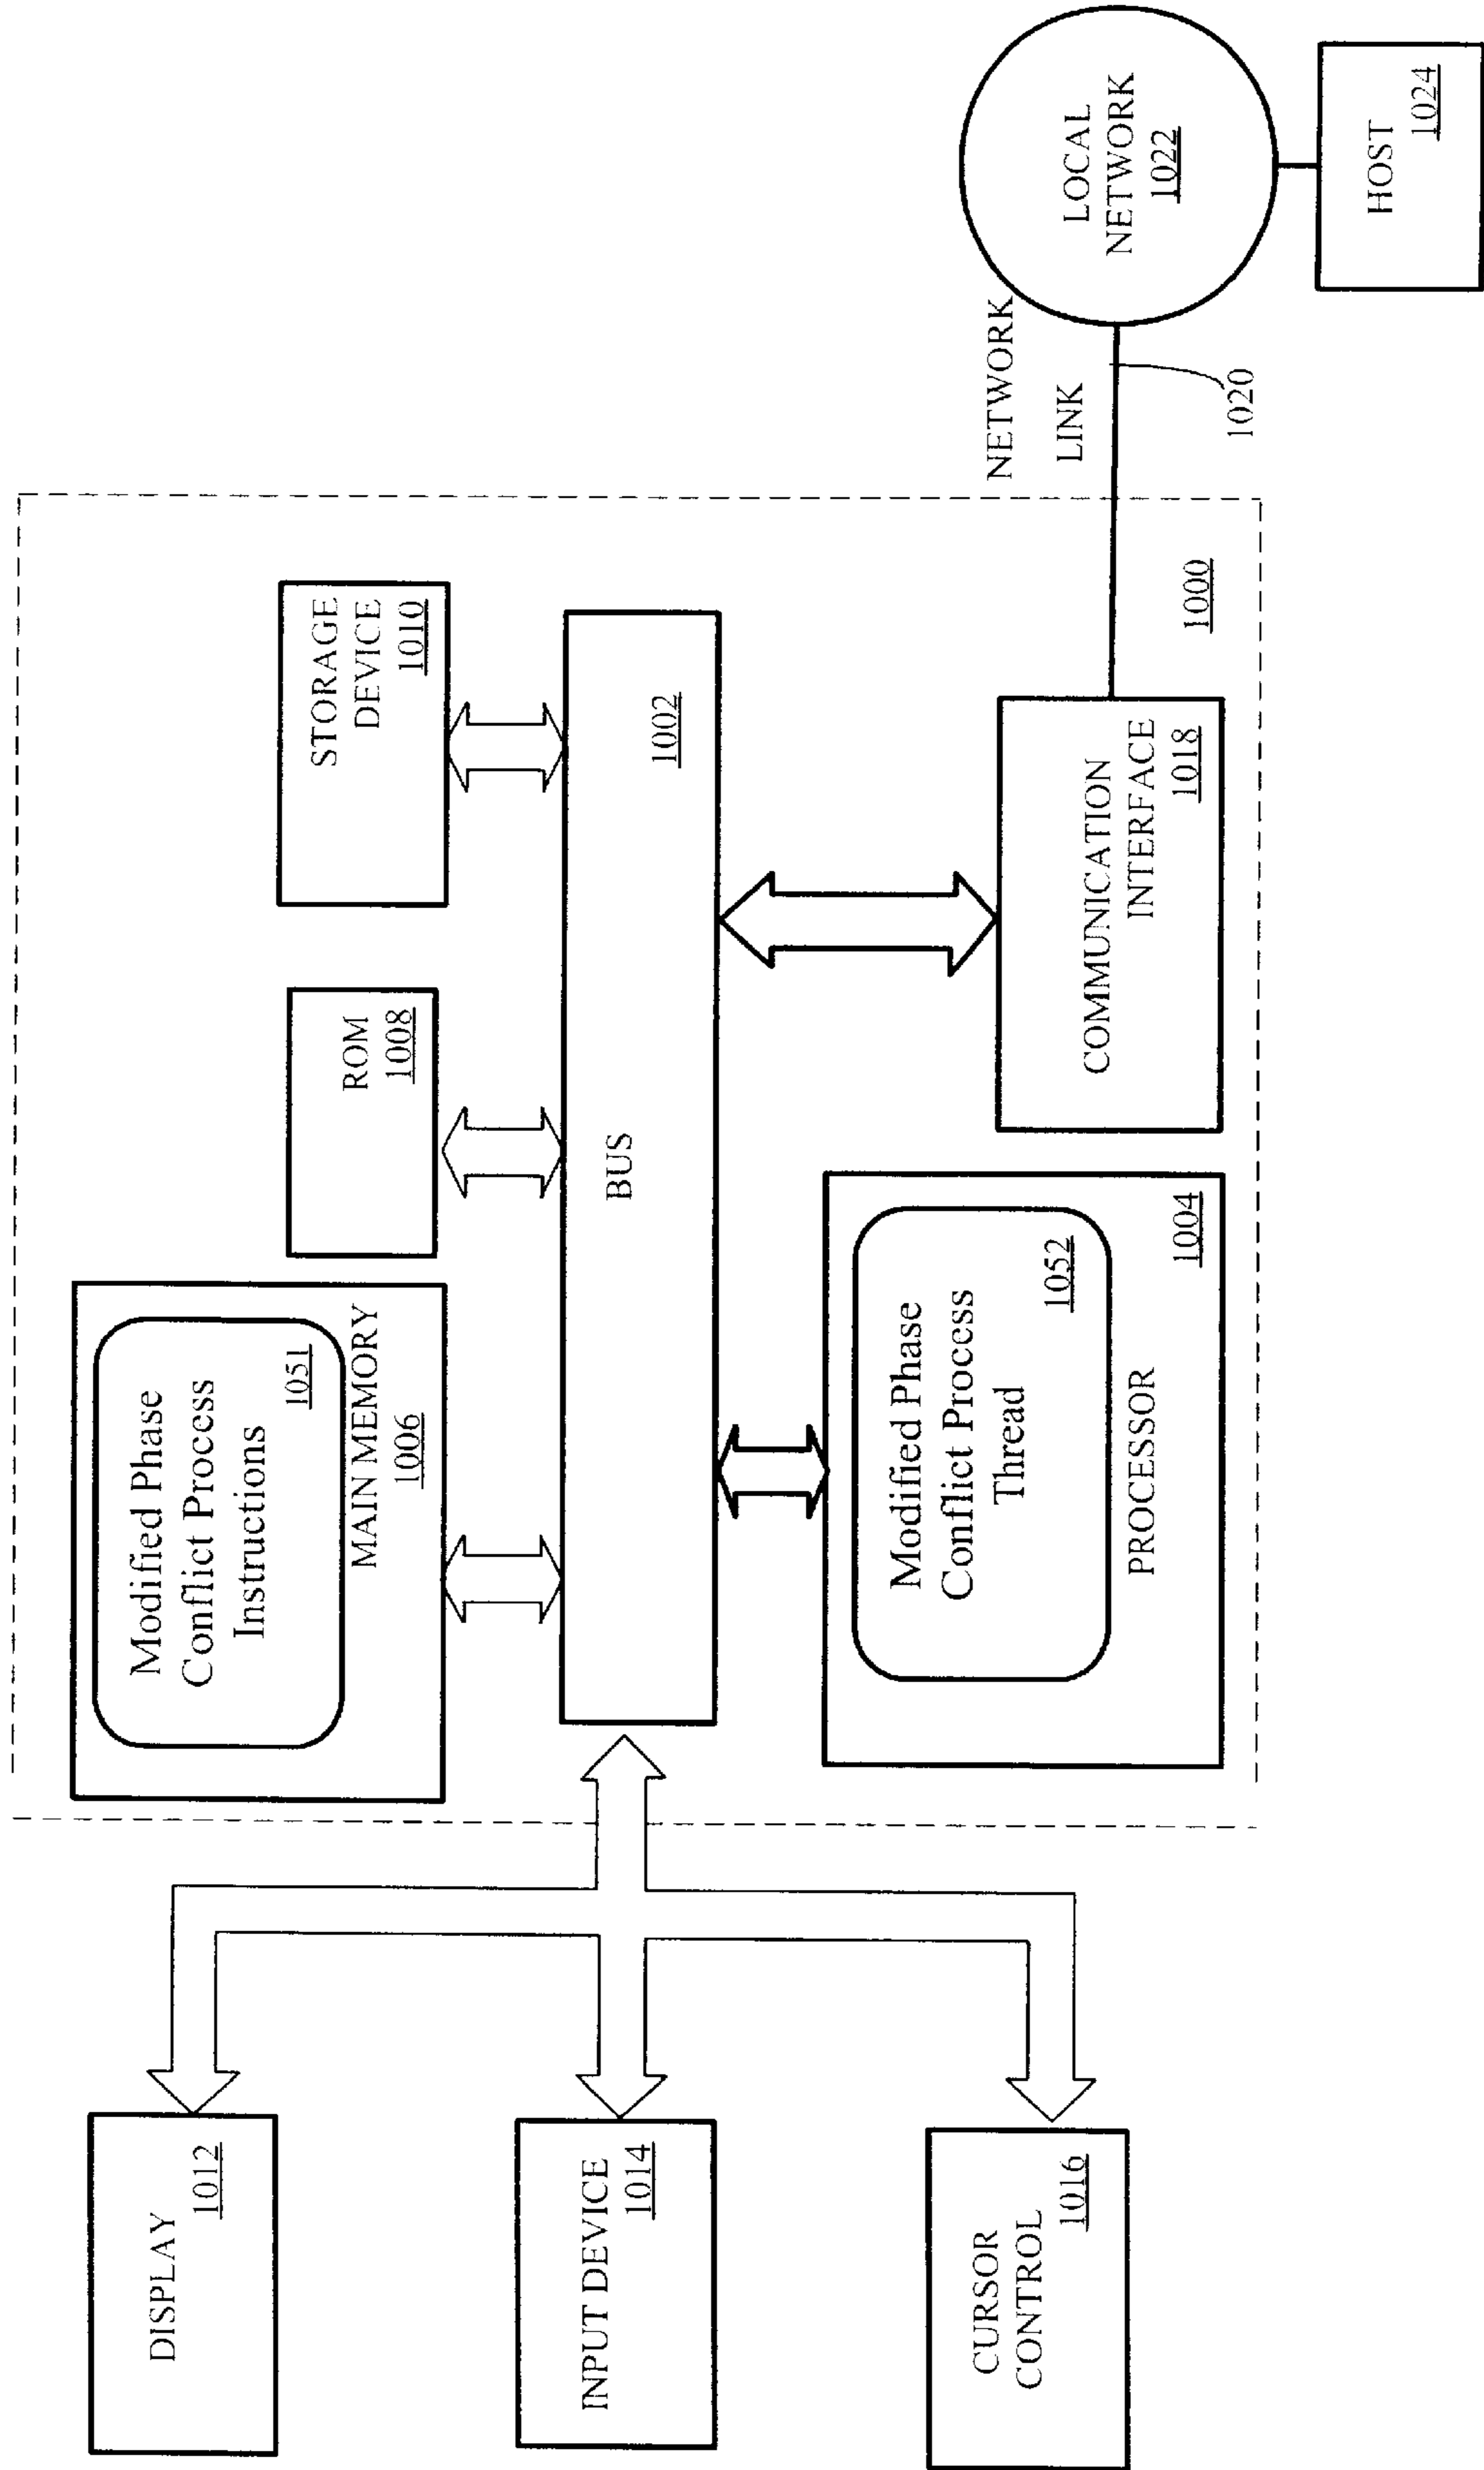 DISPLAY
1012
INPUT DEVICE
1014
CURSOR
CONTROL
1016
Modified Phase
Conflict Process
Instructions
1051
MAIN MEMORY
1006
ROM
1008
STORAGE
DEVICE
1010
BUS
1002
Modified Phase
Conflict Process
Thread
1052
PROCESSOR
1004
COMMUNICATION
INTERFACE
1018
1000
NETWORK
LINK
1020
LOCAL
NETWORK
1022
HOST
1024